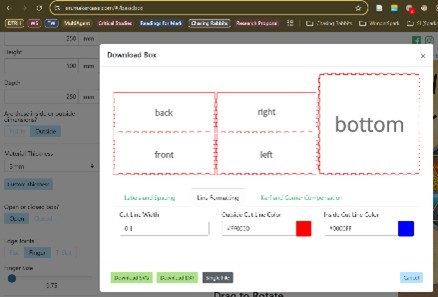 en.makercase.com/#/basicbox
DTR I
WS
TW
MultiAgent
Critical Studies
Readings for Mark
Chasing Rabbits
Research Proposal
Chasing Rabbits
250 mm
Height
100 mm
Depth
250 mm
Are these inside or outside
dimensions?
Inside Outside
Material Thickness
3mm
Custom Thickness
Open or closed box?
Open Closed
Edge Joints
Flat Finger T-Slot
Finger Size
Download Box
×
back
right
bottom
front
left
Labels and Spacing
Line Formatting
Kerf and Corner Compensation
Cut Line Width
Outside Cut Line Color
Inside Cut Line Color
0.1
#FF0000
#0000FF
Download SVG
Download DXF
Single File
Cancel
Drag to Rotate